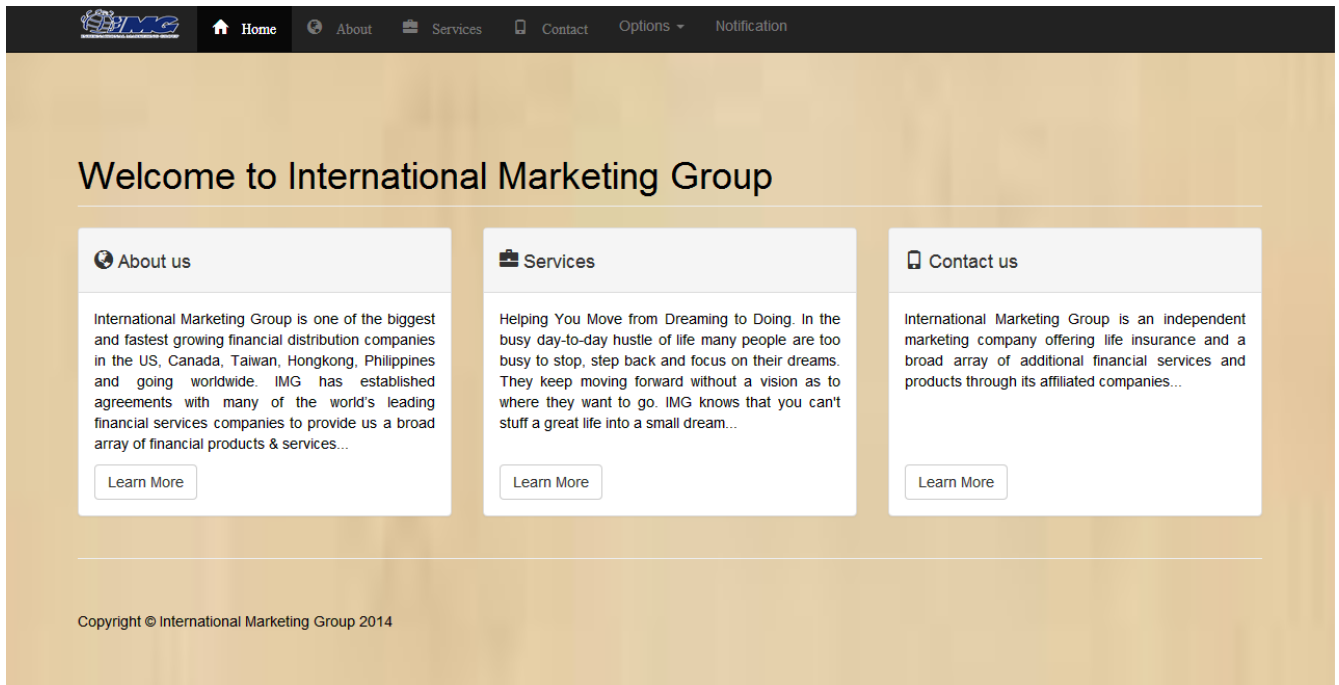 IMG
INTERNATIONAL MARKETING GROUP
Home About Services Contact Options Notification
Welcome to International Marketing Group
About us
International Marketing Group is one of the biggest
and fastest growing financial distribution companies
in the US, Canada, Taiwan, Hongkong, Philippines
and going worldwide. IMG has established
agreements with many of the world's leading
financial services companies to provide us a broad
array of financial products & services...
Learn More
Services
Helping You Move from Dreaming to Doing. In the
busy day-to-day hustle of life many people are too
busy to stop, step back and focus on their dreams.
They keep moving forward without a vision as to
where they want to go. IMG knows that you can't
stuff a great life into a small dream...
Learn More
Contact us
International Marketing Group is an independent
marketing company offering life insurance and a
broad array of additional financial services and
products through its affiliated companies...
Learn More
Copyright © International Marketing Group 2014